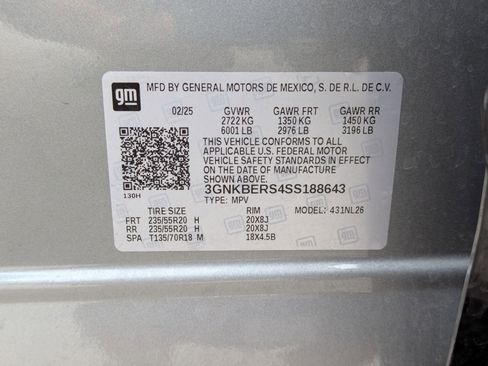 gm MFD BY GENERAL MOTORS DE MEXICO, S. DE R.L. DE C.V.
02/25 GVWR GAWR FRT GAWR RR
2722 KG 1350 KG 1450 KG
6001 LB 2976 LB 3196 LB
THIS VEHICLE CONFORMS TO ALL
APPLICABLE U.S. FEDERAL MOTOR
VEHICLE SAFETY STANDARDS IN EFFECT
ON THE DATE OF MANUFACTURE
SHOWN ABOVE.
3GNKBERS4SS188643
130H TYPE: MPV
TIRE SIZE RIM MODEL: 431NL26
FRT 235/55R20 H 20X8J
RR 235/55R20 H 20X8J
SPA T135/70R18 M 18X4.5B